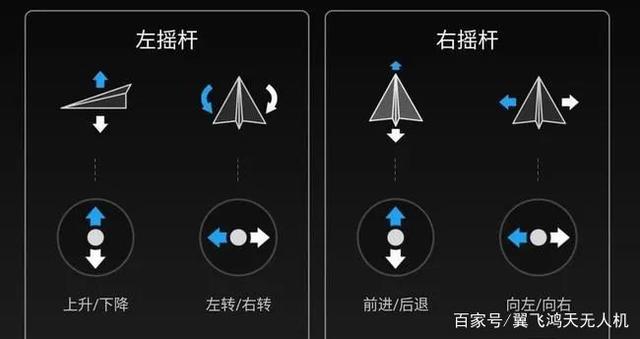 左摇杆
右摇杆
上升/下降
左转/右转
前进/后退
向左/向右
百家号/翼飞鸿天无人机